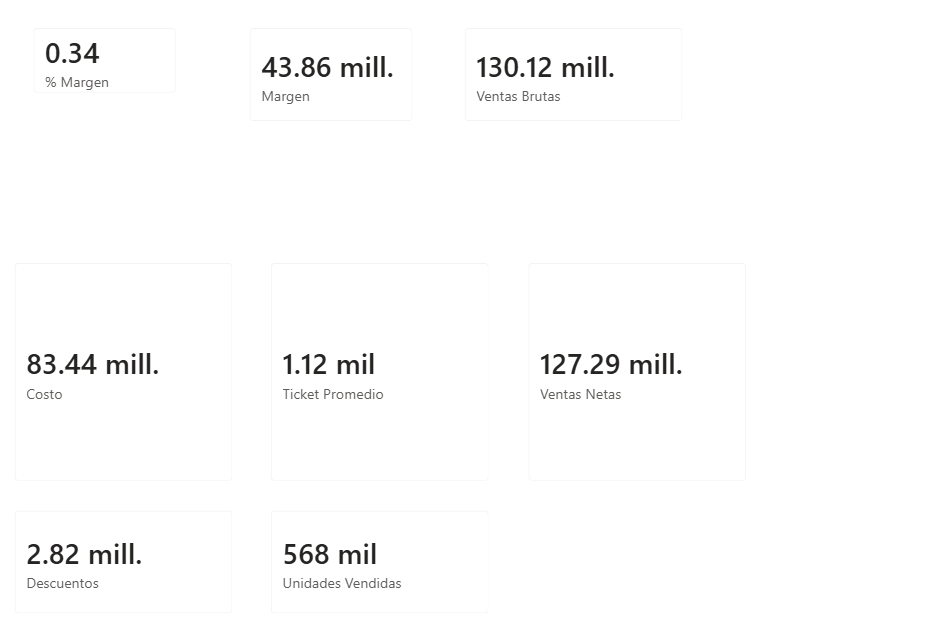 0.34
% Margen
43.86 mill.
Margen
130.12 mill.
Ventas Brutas
83.44 mill.
Costo
1.12 mil
Ticket Promedio
127.29 mill.
Ventas Netas
2.82 mill.
Descuentos
568 mil
Unidades Vendidas